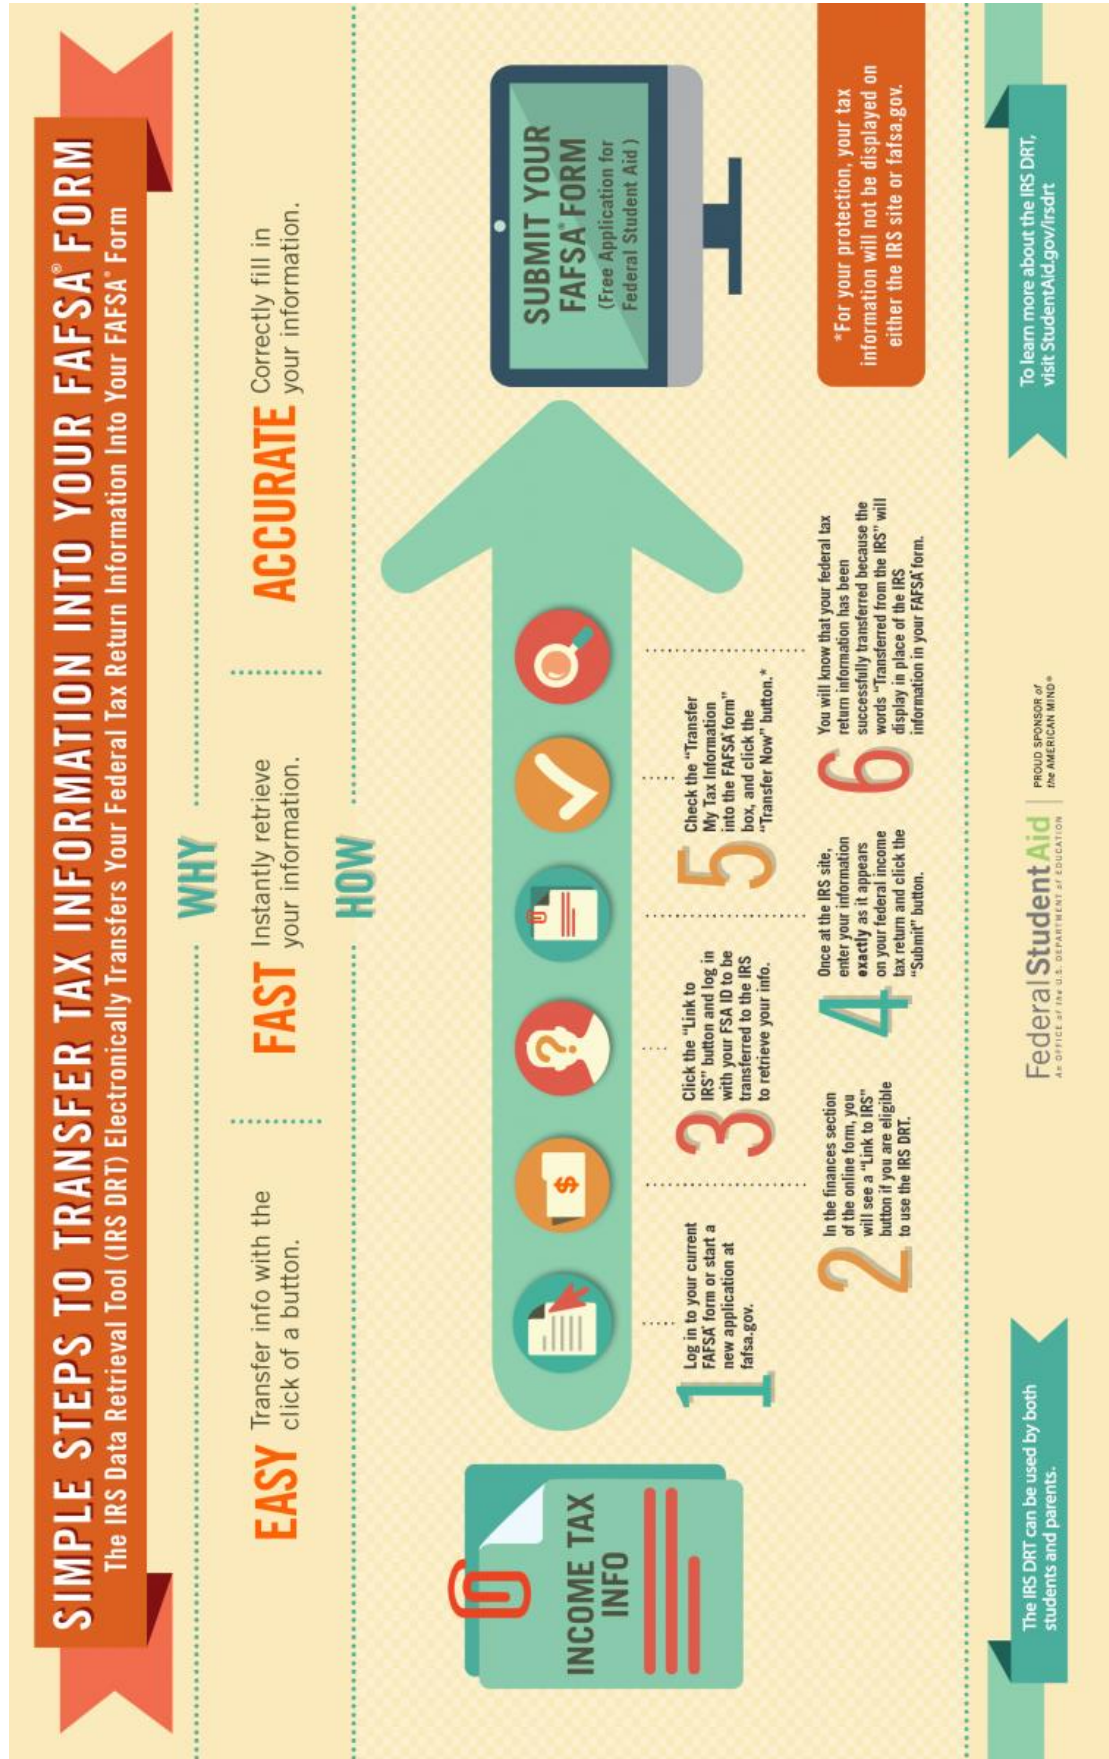 SIMPLE STEPS TO TRANSFER TAX INFORMATION INTO YOUR FAFSA® FORM
The IRS Data Retrieval Tool (IRS DRT) Electronically Transfers Your Federal Tax Return Information Into Your FAFSA® Form
WHY
EASY
Transfer info with the
click of a button.
FAST
Instantly retrieve
your information.
ACCURATE
Correctly fill in
your information.
HOW
INCOME TAX
INFO
$
?
SUBMIT YOUR
FAFSA® FORM
(Free Application for
Federal Student Aid )
1
Log in to your current
FAFSA® form or start a
new application at
fafsa.gov.
2
In the finances section
of the online form, you
will see a “Link to IRS”
button if you are eligible
to use the IRS DRT.
3
Click the “Link to
IRS” button and log in
with your FSA ID to be
transferred to the IRS
to retrieve your info.
4
Once at the IRS site,
enter your information
exactly as it appears
on your federal income
tax return and click the
“Submit” button.
5
Check the “Transfer
My Tax Information
into the FAFSA® form”
box, and click the
“Transfer Now” button.*
6
You will know that your federal tax
return information has been
successfully transferred because the
words “Transferred from the IRS” will
display in place of the IRS
information in your FAFSA® form.
*For your protection, your tax
information will not be displayed on
either the IRS site or fafsa.gov.
The IRS DRT can be used by both
students and parents.
Federal Student Aid
An OFFICE of the U.S. DEPARTMENT of EDUCATION
PROUD SPONSOR of
the AMERICAN MIND®
To learn more about the IRS DRT,
visit StudentAid.gov/irsdrt